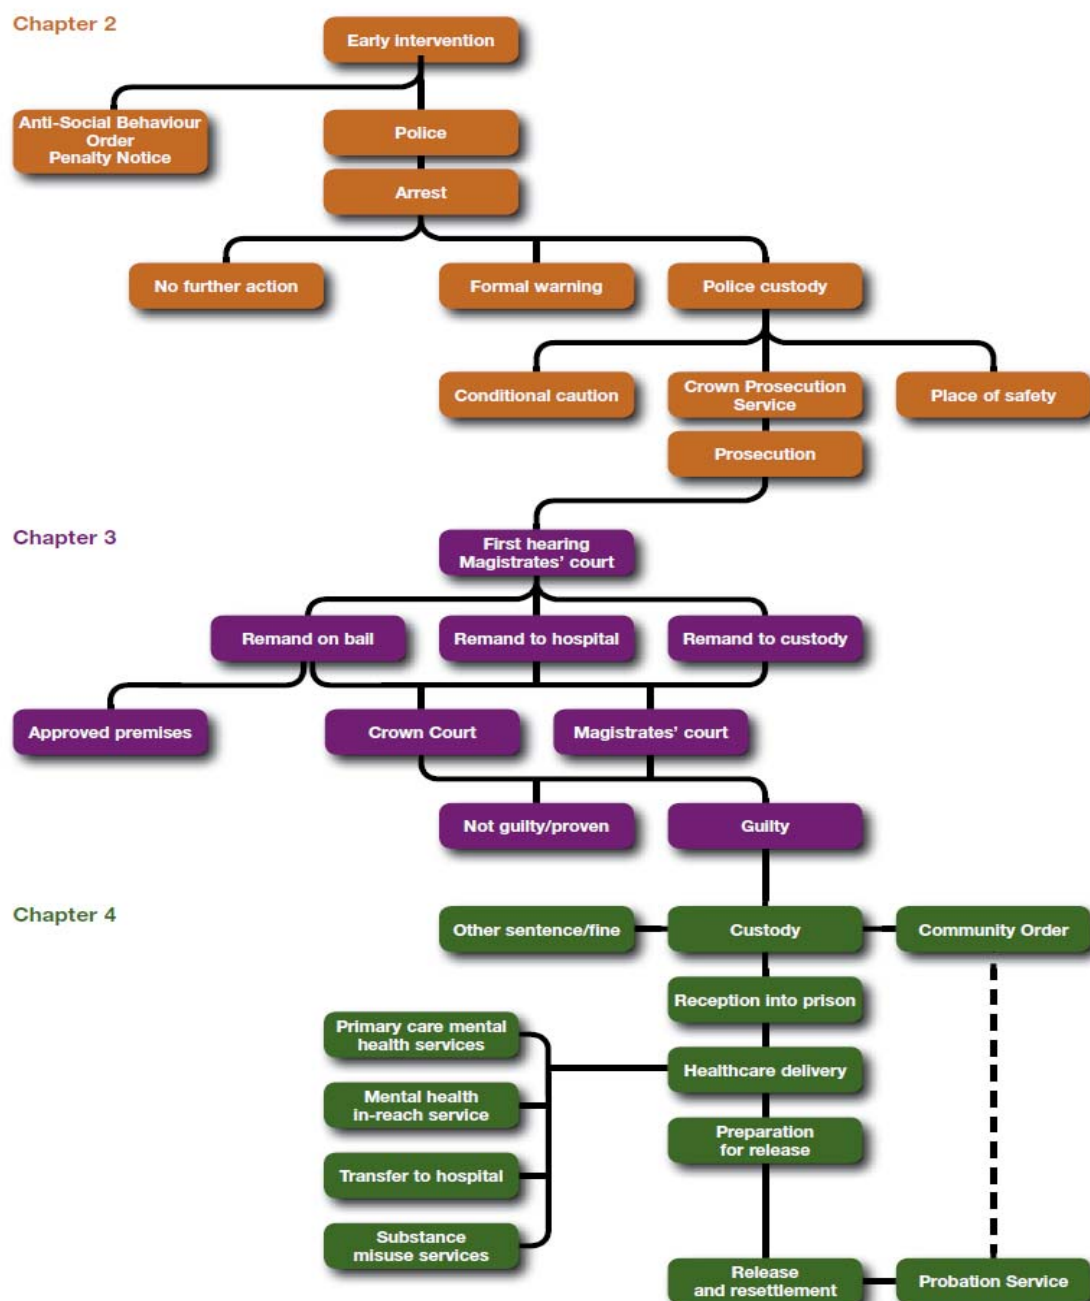 Chapter 2
Early intervention
Anti-Social Behaviour
Order
Penalty Notice
Police
Arrest
No further action
Formal warning
Police custody
Conditional caution
Crown Prosecution
Service
Place of safety
Prosecution
Chapter 3
First hearing
Magistrates’ court
Remand on bail
Remand to hospital
Remand to custody
Approved premises
Crown Court
Magistrates’ court
Not guilty/proven
Guilty
Chapter 4
Other sentence/fine
Custody
Community Order
Reception into prison
Primary care mental
health services
Healthcare delivery
Mental health
in-reach service
Preparation
for release
Transfer to hospital
Substance
misuse services
Release
and resettlement
Probation Service